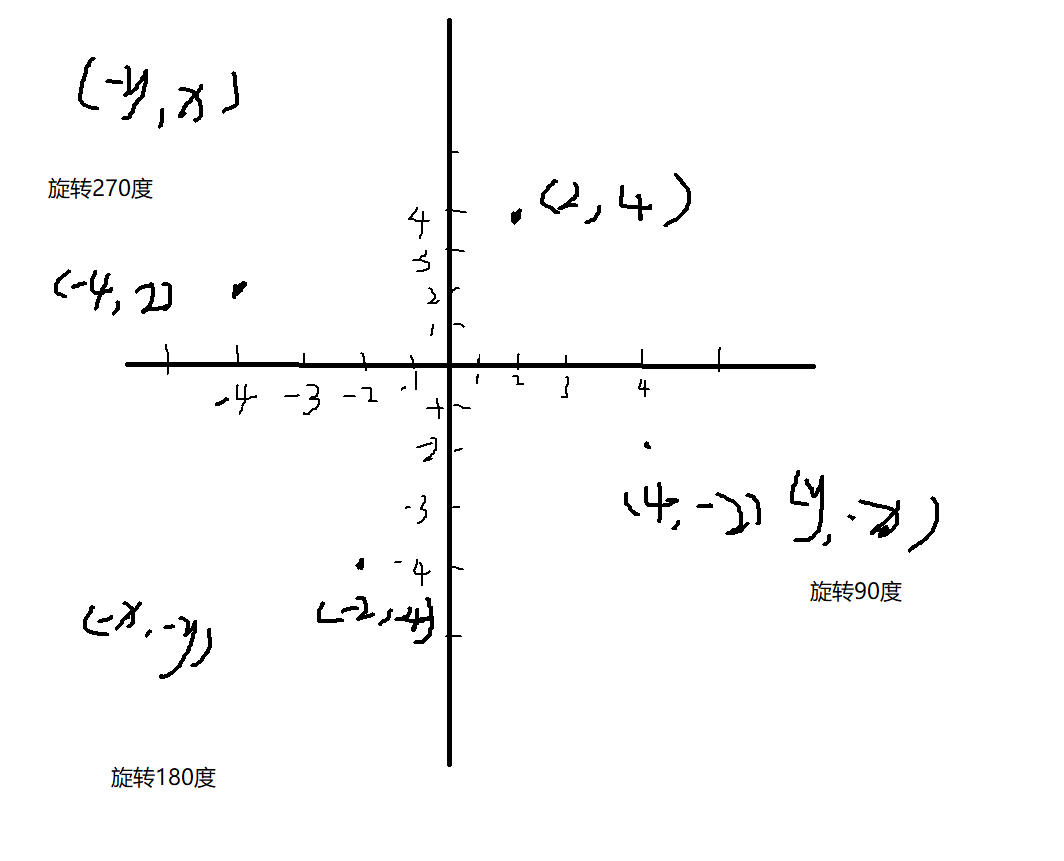 (-y, x)
旋转270度
(2, 4)
4
3
(-4, 2)
2
1
-4 -3 -2 -1 1 2 3 4
-2
-3
(4, -2) (y, -x)
-4
旋转90度
(-x, -y)
(-2, -4)
旋转180度